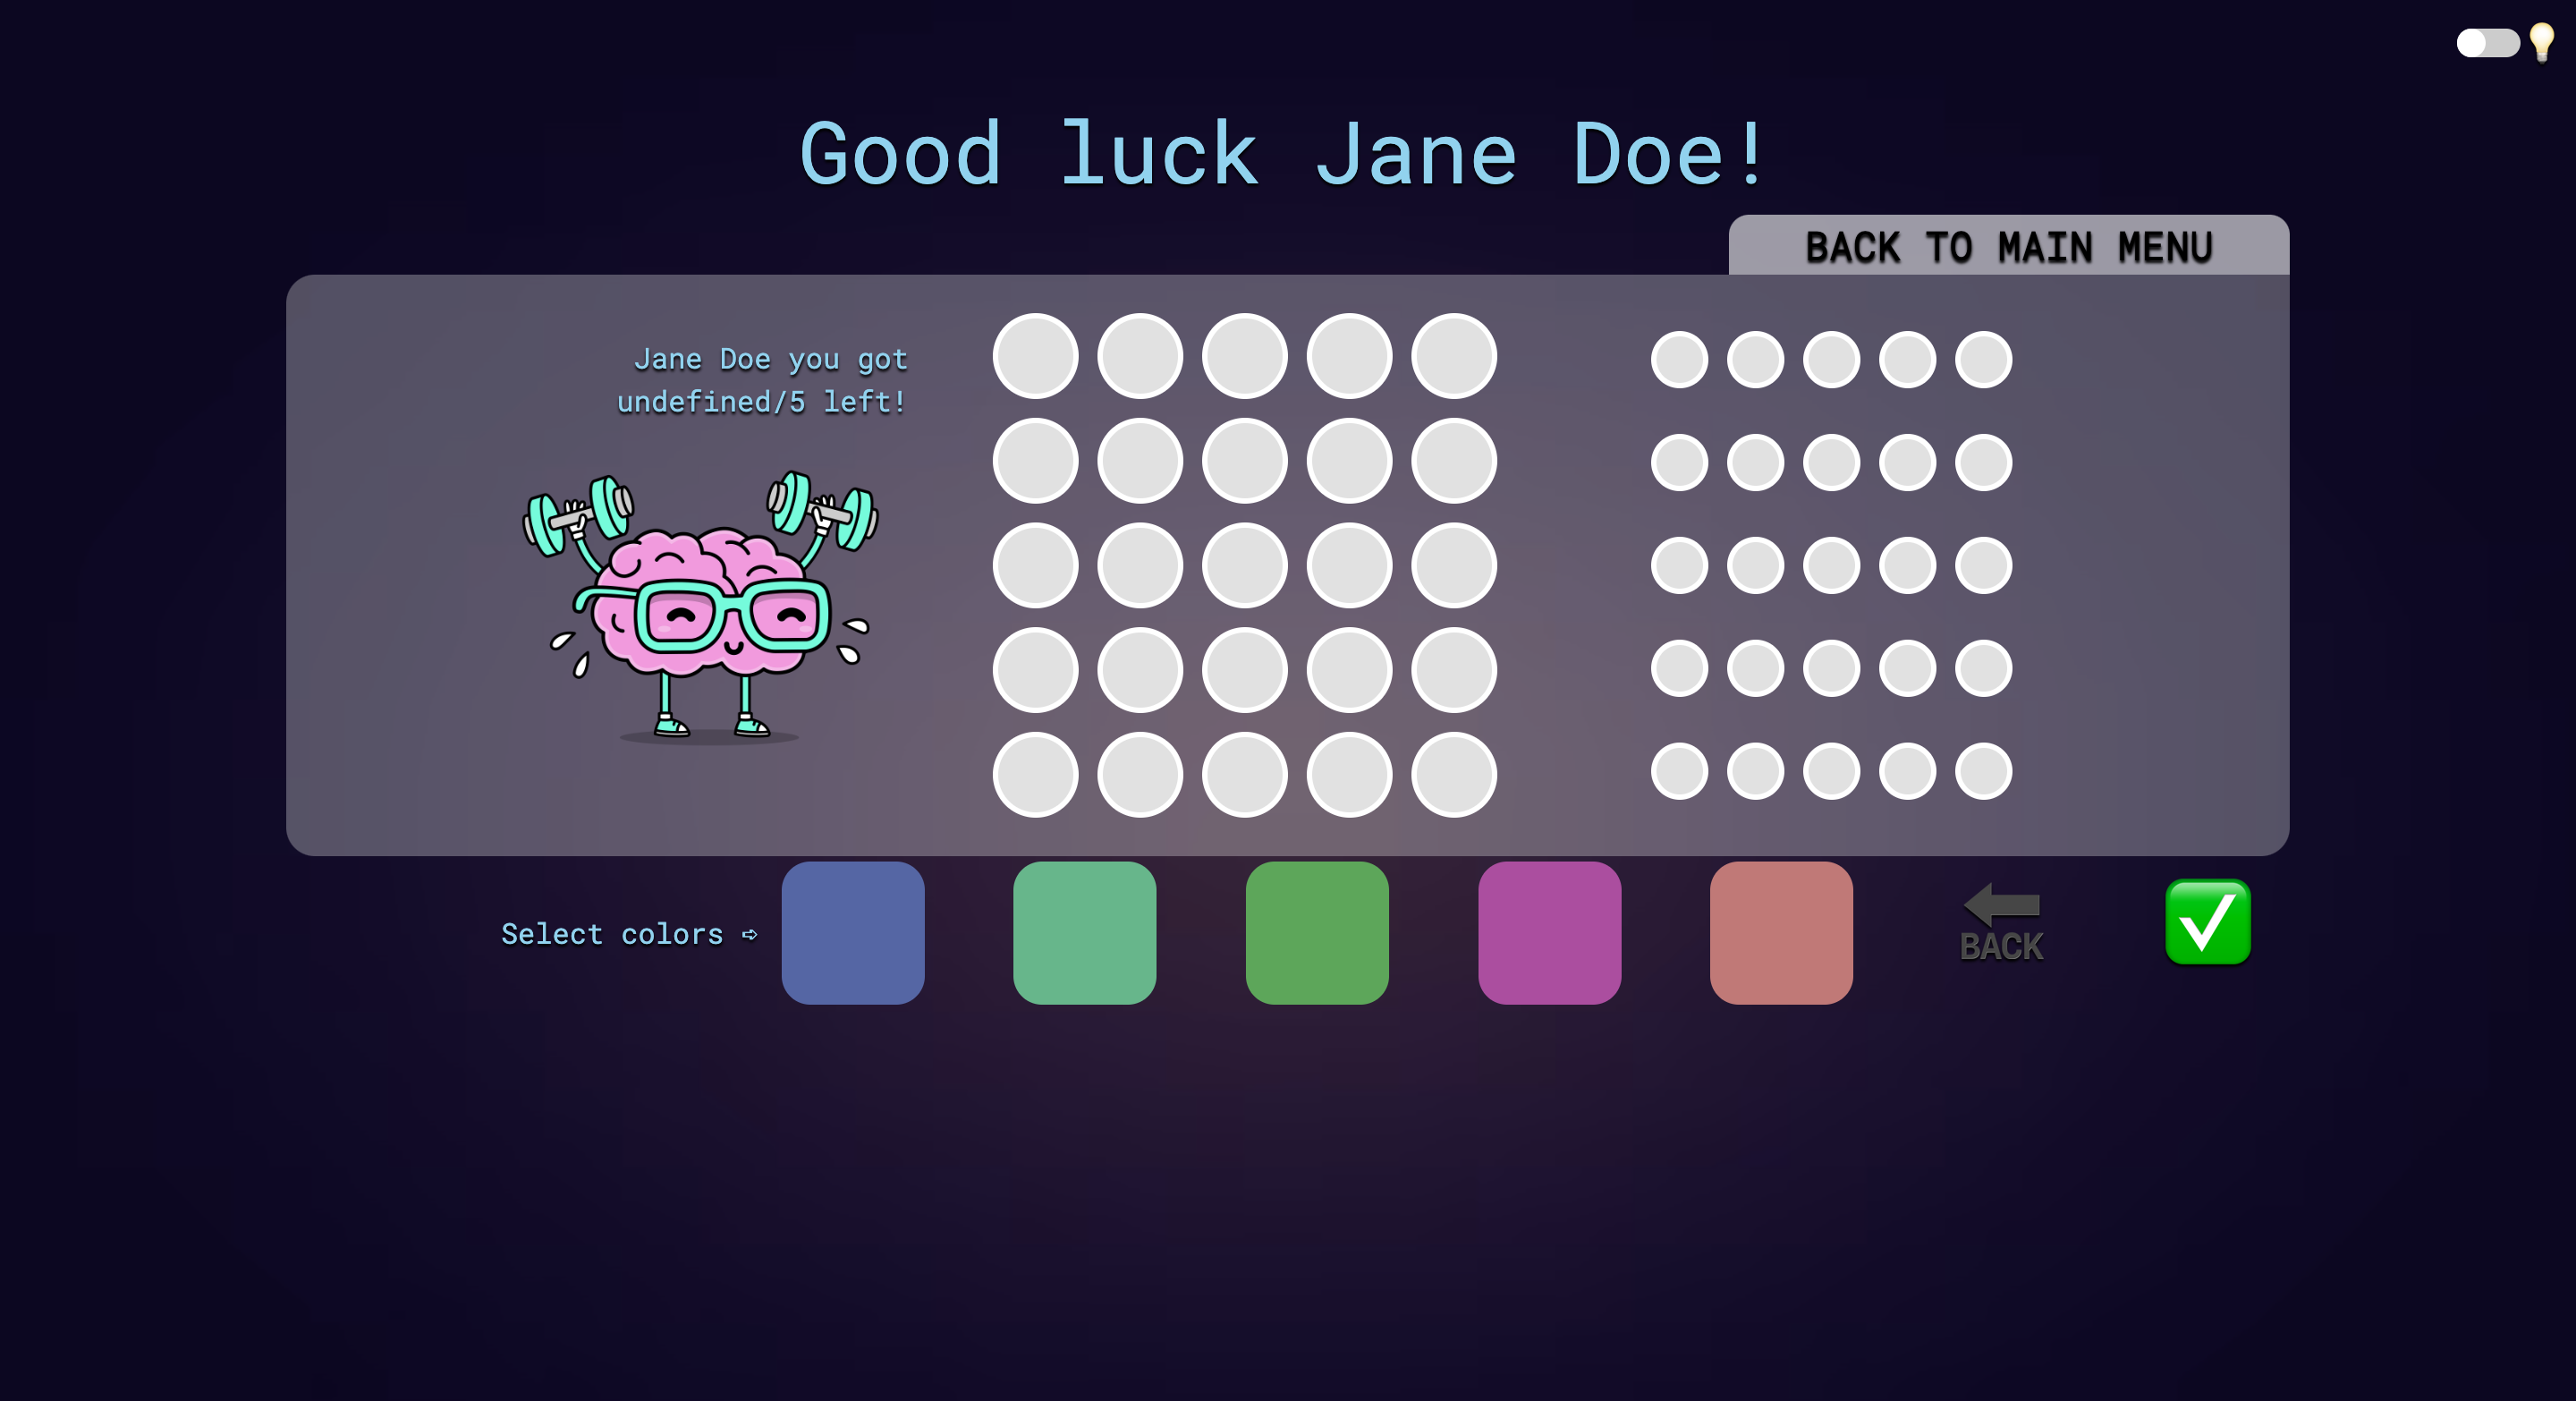 Good luck Jane Doe!
BACK TO MAIN MENU
Jane Doe you got
undefined/5 left!
Select colors ➪
BACK